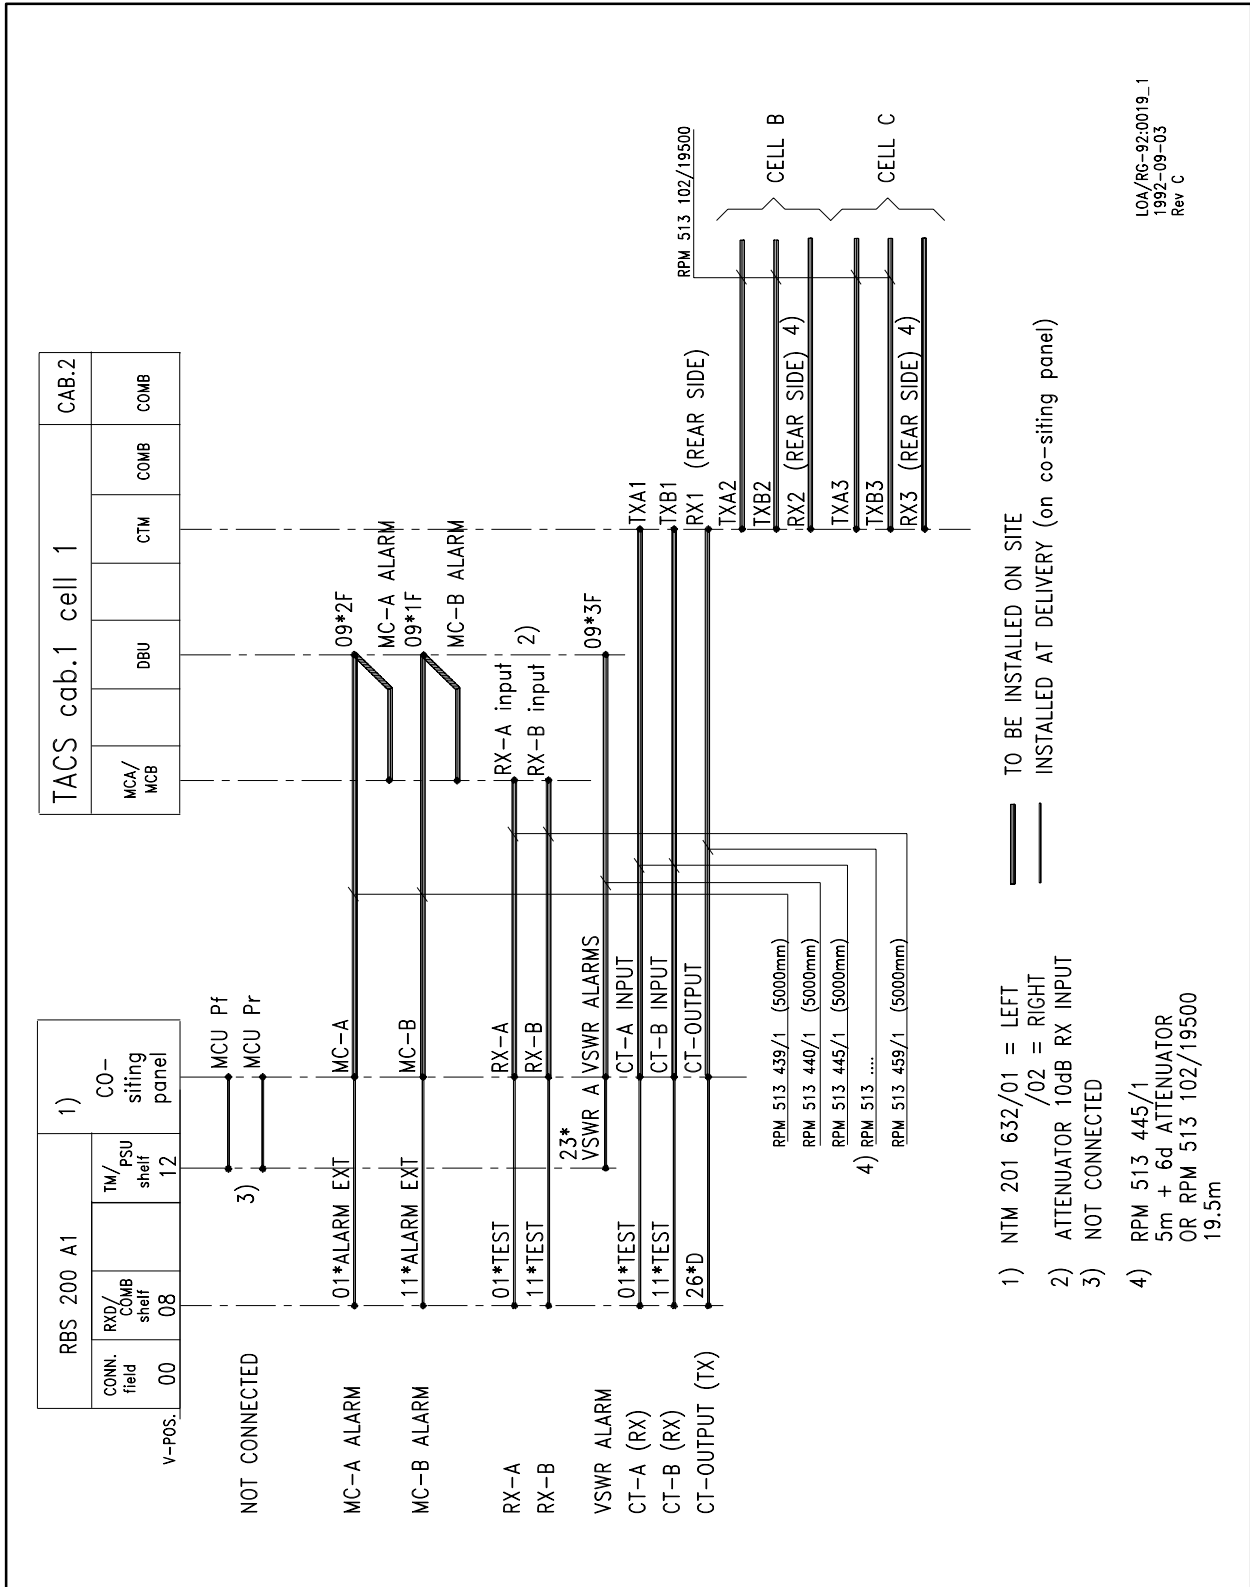 RBS 200 A1
1)
CONN.
field
RXD/
COMB
shelf
TM/
PSU
shelf
CO-
siting
panel
V-POS.
00
08
12
TACS cab.1 cell 1
CAB.2
MCA/
MCB
DBU
CTM
COMB
COMB
NOT CONNECTED
3)
MCU Pf
MCU Pr
MC-A ALARM
01*ALARM EXT
MC-A
09*2F
MC-A ALARM
MC-B ALARM
11*ALARM EXT
MC-B
09*1F
MC-B ALARM
RX-A
01*TEST
RX-A
RX-A input
RX-B
11*TEST
RX-B
RX-B input
2)
VSWR ALARM
23*
VSWR A
VSWR ALARMS
09*3F
CT-A (RX)
01*TEST
CT-A INPUT
TXA1
CT-B (RX)
11*TEST
CT-B INPUT
TXB1
CT-OUTPUT (TX)
26*D
CT-OUTPUT
RX1 (REAR SIDE)
RPM 513 102/19500
TXA2
TXB2
RX2 (REAR SIDE) 4)
CELL B
TXA3
TXB3
RX3 (REAR SIDE) 4)
CELL C
RPM 513 439/1 (5000mm)
RPM 513 440/1 (5000mm)
RPM 513 445/1 (5000mm)
4) RPM 513 ....
RPM 513 459/1 (5000mm)
1) NTM 201 632/01 = LEFT
/02 = RIGHT
2) ATTENUATOR 10dB RX INPUT
3) NOT CONNECTED
4) RPM 513 445/1
5m + 6d ATTENUATOR
OR RPM 513 102/19500
19.5m
TO BE INSTALLED ON SITE
INSTALLED AT DELIVERY (on co-siting panel)
LOA/RG-92:0019_1
1992-09-03
Rev C